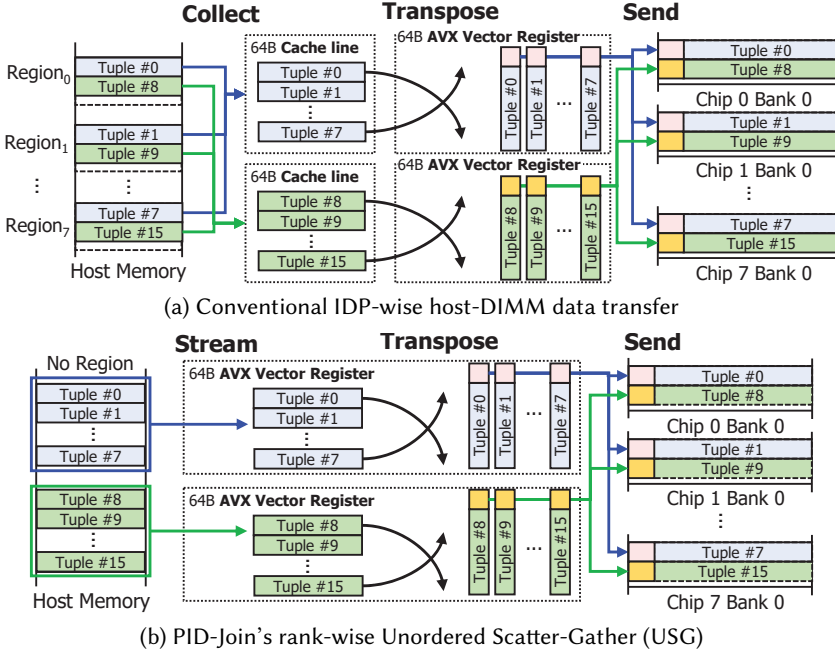 Collect Transpose Send
64B Cache line
64B AVX Vector Register
Region0
Tuple #0
Tuple #8
Region1
Tuple #1
Tuple #9
⋮
Region7
Tuple #7
Tuple #15
Host Memory
Tuple #0
Tuple #1
⋮
Tuple #7
64B Cache line
Tuple #8
Tuple #9
⋮
Tuple #15
Tuple #0
Tuple #1
...
Tuple #7
64B AVX Vector Register
Tuple #8
Tuple #9
...
Tuple #15
Tuple #0
Tuple #8
Chip 0 Bank 0
Tuple #1
Tuple #9
Chip 1 Bank 0
⋮
Tuple #7
Tuple #15
Chip 7 Bank 0
(a) Conventional IDP-wise host-DIMM data transfer
Stream Transpose Send
No Region
Tuple #0
Tuple #1
⋮
Tuple #7
Tuple #8
Tuple #9
⋮
Tuple #15
Host Memory
64B AVX Vector Register
Tuple #0
Tuple #1
⋮
Tuple #7
Tuple #0
Tuple #1
...
Tuple #7
64B AVX Vector Register
Tuple #8
Tuple #9
⋮
Tuple #15
Tuple #8
Tuple #9
...
Tuple #15
Tuple #0
Tuple #8
Chip 0 Bank 0
Tuple #1
Tuple #9
Chip 1 Bank 0
⋮
Tuple #7
Tuple #15
Chip 7 Bank 0
(b) PID-Join's rank-wise Unordered Scatter-Gather (USG)